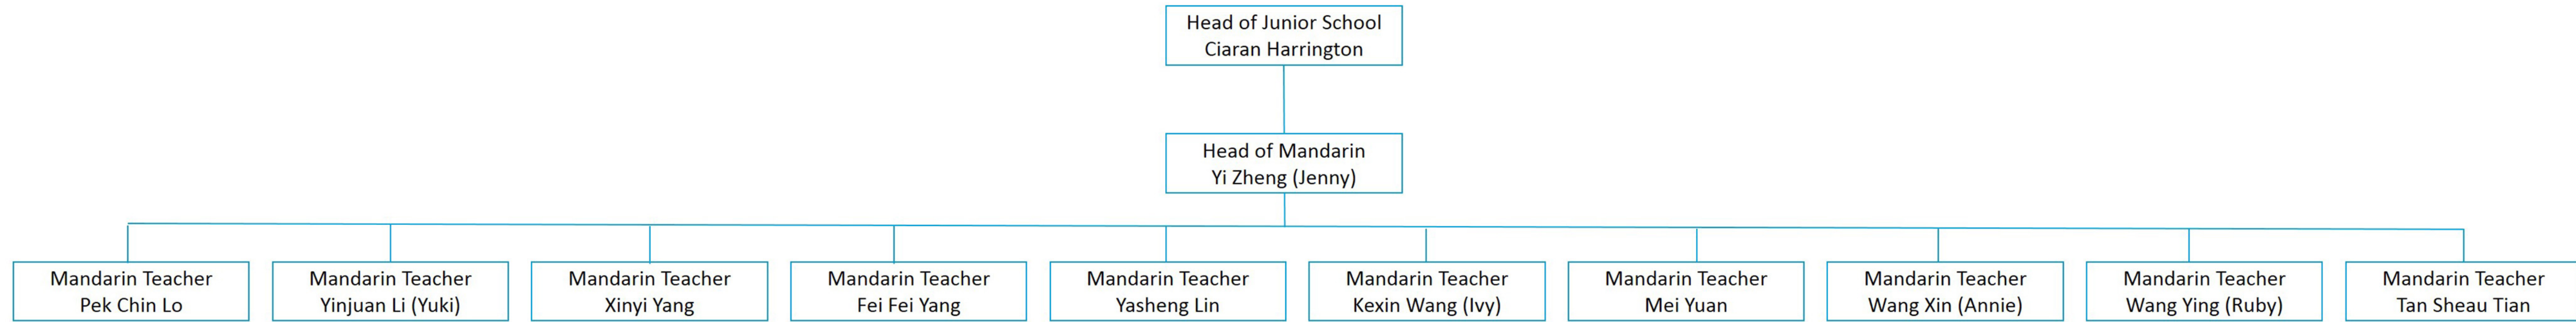 Head of Junior School
Ciaran Harrington
Head of Mandarin
Yi Zheng (Jenny)
Mandarin Teacher
Pek Chin Lo
Mandarin Teacher
Yinjuan Li (Yuki)
Mandarin Teacher
Xinyi Yang
Mandarin Teacher
Fei Fei Yang
Mandarin Teacher
Yasheng Lin
Mandarin Teacher
Kexin Wang (Ivy)
Mandarin Teacher
Mei Yuan
Mandarin Teacher
Wang Xin (Annie)
Mandarin Teacher
Wang Ying (Ruby)
Mandarin Teacher
Tan Sheau Tian